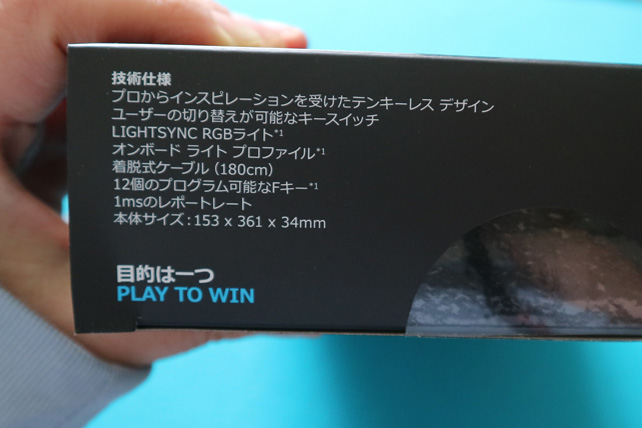 技術仕様
プロからインスピレーションを受けたテンキーレス デザイン
ユーザーの切り替えが可能なキースイッチ
LIGHTSYNC RGBライト*1
オンボード ライト プロファイル*1
着脱式ケーブル（180cm）
12個のプログラム可能なFキー*1
1msのレポートレート
本体サイズ：153 x 361 x 34mm
目的は一つ
PLAY TO WIN